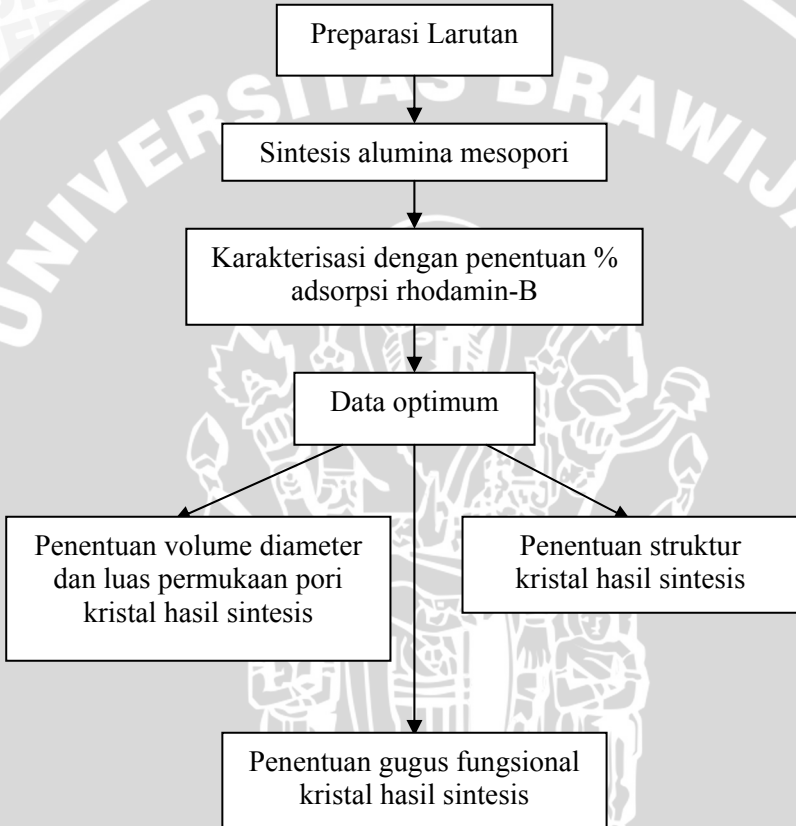 Preparasi Larutan
UNIVERSITAS BRAWIJA
Sintesis alumina mesopori
Karakterisasi dengan penentuan %
adsorpsi rhodamin-B
Data optimum
Penentuan volume diameter
dan luas permukaan pori
kristal hasil sintesis
Penentuan struktur
kristal hasil sintesis
Penentuan gugus fungsional
kristal hasil sintesis